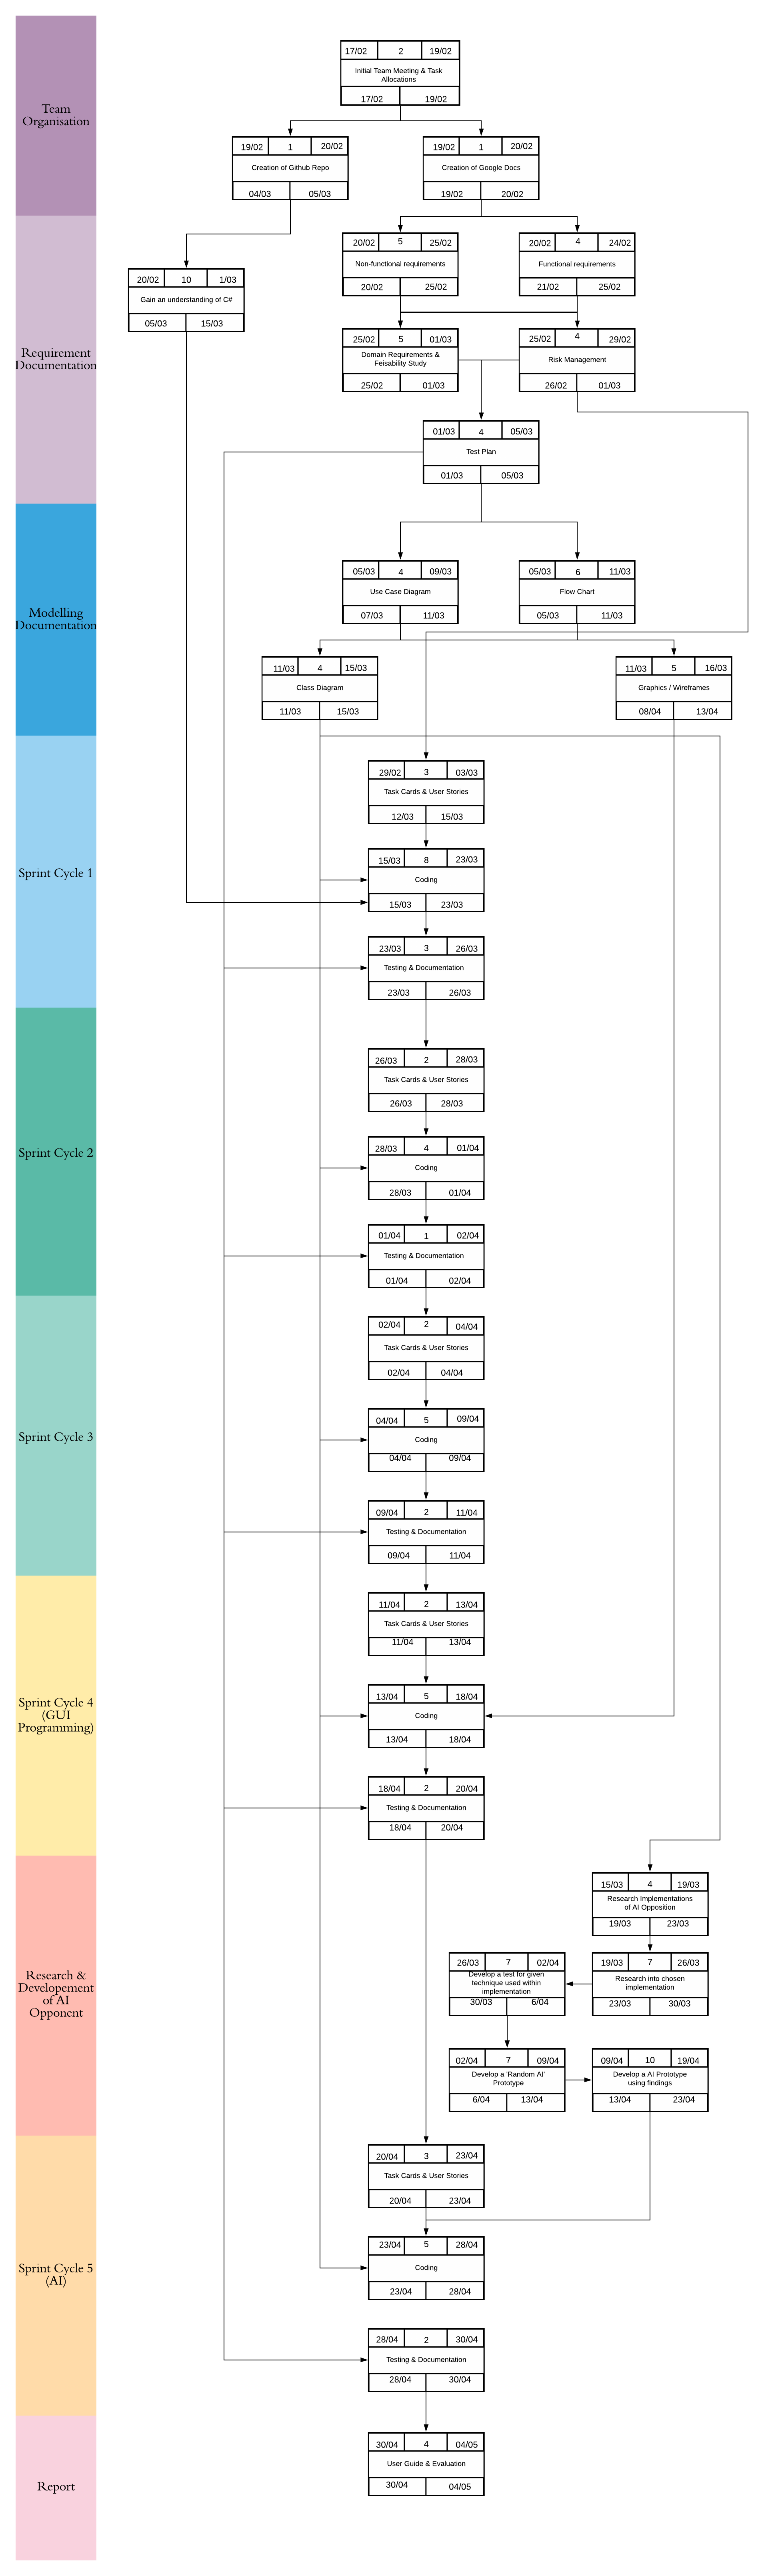 Team
Organisation
17/02 2 19/02
Initial Team Meeting & Task
Allocations
17/02 19/02
19/02 1 20/02
Creation of Github Repo
04/03 05/03
19/02 1 20/02
Creation of Google Docs
19/02 20/02
Requirement
Documentation
20/02 5 25/02
Non-functional requirements
20/02 25/02
20/02 4 24/02
Functional requirements
21/02 25/02
20/02 10 1/03
Gain an understanding of C#
05/03 15/03
25/02 5 01/03
Domain Requirements &
Feisability Study
25/02 01/03
25/02 4 29/02
Risk Management
26/02 01/03
01/03 4 05/03
Test Plan
01/03 05/03
Modelling
Documentation
05/03 4 09/03
Use Case Diagram
07/03 11/03
05/03 6 11/03
Flow Chart
05/03 11/03
11/03 4 15/03
Class Diagram
11/03 15/03
11/03 5 16/03
Graphics / Wireframes
08/04 13/04
Sprint Cycle 1
29/02 3 03/03
Task Cards & User Stories
12/03 15/03
15/03 8 23/03
Coding
15/03 23/03
23/03 3 26/03
Testing & Documentation
23/03 26/03
Sprint Cycle 2
26/03 2 28/03
Task Cards & User Stories
26/03 28/03
28/03 4 01/04
Coding
28/03 01/04
01/04 1 02/04
Testing & Documentation
01/04 02/04
Sprint Cycle 3
02/04 2 04/04
Task Cards & User Stories
02/04 04/04
04/04 5 09/04
Coding
04/04 09/04
09/04 2 11/04
Testing & Documentation
09/04 11/04
Sprint Cycle 4
(GUI
Programming)
11/04 2 13/04
Task Cards & User Stories
11/04 13/04
13/04 5 18/04
Coding
13/04 18/04
18/04 2 20/04
Testing & Documentation
18/04 20/04
Research &
Developement
of AI
Opponent
15/03 4 19/03
Research Implementations
of AI Opposition
19/03 23/03
19/03 7 26/03
Research into chosen
implementation
23/03 30/03
26/03 7 02/04
Develop a test for given
technique used within
implementation
30/03 6/04
02/04 7 09/04
Develop a 'Random AI'
Prototype
6/04 13/04
09/04 10 19/04
Develop a AI Prototype
using findings
13/04 23/04
Sprint Cycle 5
(AI)
20/04 3 23/04
Task Cards & User Stories
20/04 23/04
23/04 5 28/04
Coding
23/04 28/04
28/04 2 30/04
Testing & Documentation
28/04 30/04
Report
30/04 4 04/05
User Guide & Evaluation
30/04 04/05